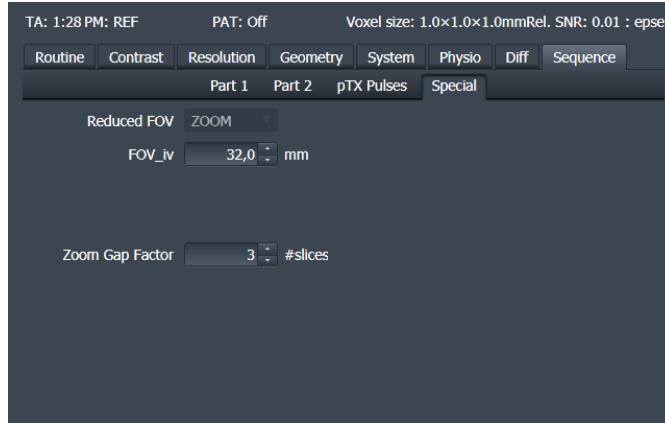 TA: 1:28 PM: REF PAT: Off Voxel size: 1.0×1.0×1.0mmRel. SNR: 0.01 : epse
Routine Contrast Resolution Geometry System Physio Diff Sequence
Part 1 Part 2 pTX Pulses Special
Reduced FOV ZOOM
FOV_iv 32,0 mm
Zoom Gap Factor 3 #slices